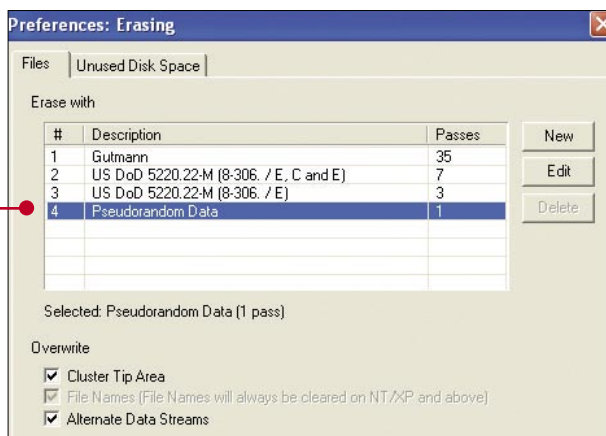 Preferences: Erasing
Files Unused Disk Space
Erase with
# Description Passes
1 Gutmann 35
2 US DoD 5220.22-M (8-306. / E, C and E) 7
3 US DoD 5220.22-M (8-306. / E) 3
4 Pseudorandom Data 1
New
Edit
Delete
Selected: Pseudorandom Data (1 pass)
Overwrite
Cluster Tip Area
File Names (File Names will always be cleared on NT/XP and above)
Alternate Data Streams